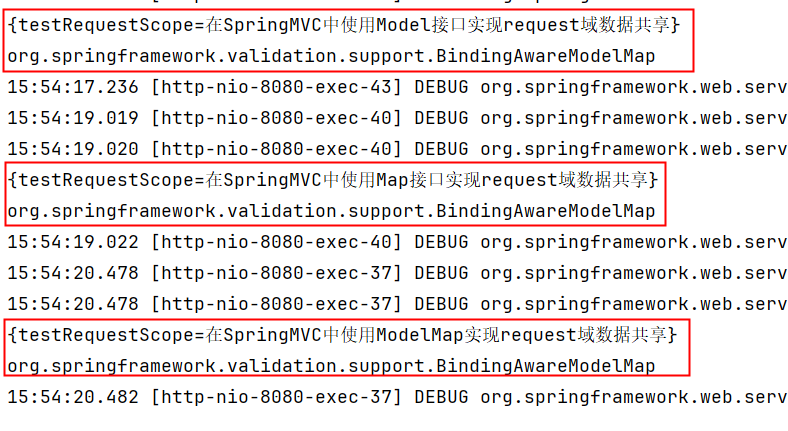 {testRequestScope=在SpringMVC中使用Model接口实现request域数据共享}
org.springframework.validation.support.BindingAwareModelMap
15:54:17.236 [http-nio-8080-exec-43] DEBUG org.springframework.web.serv
15:54:19.019 [http-nio-8080-exec-40] DEBUG org.springframework.web.serv
15:54:19.020 [http-nio-8080-exec-40] DEBUG org.springframework.web.serv
{testRequestScope=在SpringMVC中使用Map接口实现request域数据共享}
org.springframework.validation.support.BindingAwareModelMap
15:54:19.022 [http-nio-8080-exec-40] DEBUG org.springframework.web.serv
15:54:20.478 [http-nio-8080-exec-37] DEBUG org.springframework.web.serv
15:54:20.478 [http-nio-8080-exec-37] DEBUG org.springframework.web.serv
{testRequestScope=在SpringMVC中使用ModelMap实现request域数据共享}
org.springframework.validation.support.BindingAwareModelMap
15:54:20.482 [http-nio-8080-exec-37] DEBUG org.springframework.web.serv